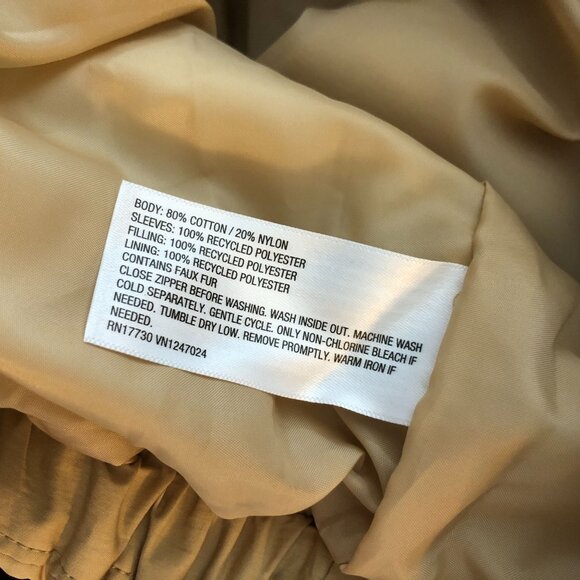 BODY: 80% COTTON / 20% NYLON
SLEEVES: 100% RECYCLED POLYESTER
FILLING: 100% RECYCLED POLYESTER
LINING: 100% RECYCLED POLYESTER
CONTAINS FAUX FUR
CLOSE ZIPPER BEFORE WASHING. WASH INSIDE OUT. MACHINE WASH
COLD SEPARATELY. GENTLE CYCLE. ONLY NON-CHLORINE BLEACH IF
NEEDED. TUMBLE DRY LOW. REMOVE PROMPTLY. WARM IRON IF
NEEDED.
RN17730 VN1247024